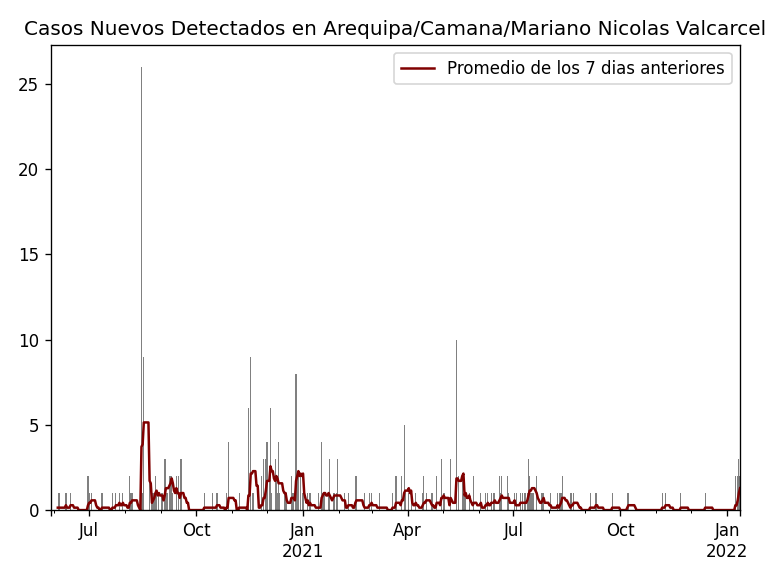 Casos Nuevos Detectados en Arequipa/Camana/Mariano Nicolas Valcarcel
Promedio de los 7 dias anteriores
25
20
15
10
5
0
Jul
Oct
Jan
2021
Apr
Jul
Oct
Jan
2022